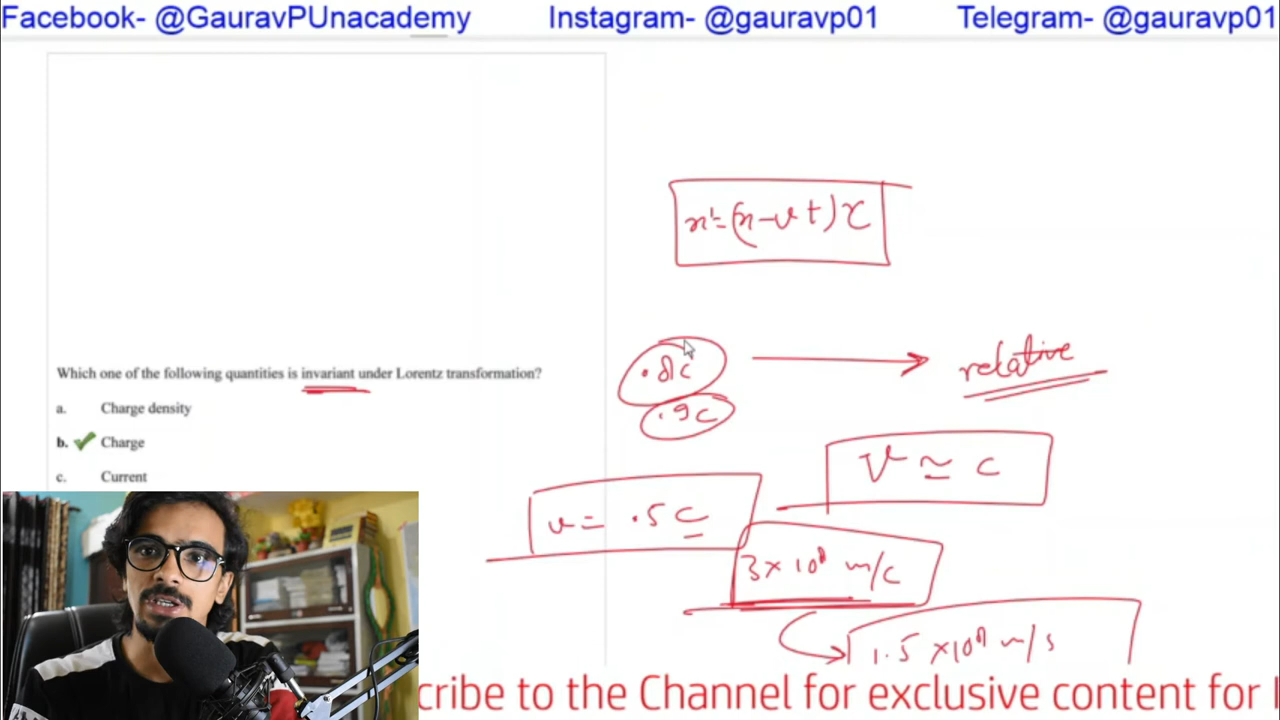 Facebook- @GauravPUnacademy Instagram- @gauravp01 Telegram- @gauravp01
x'=(x-vt)γ
Which one of the following quantities is invariant under Lorentz transformation?
a. Charge density
b. Charge
c. Current
.8c
.9c
relative
V ≃ c
v = .5c
3×10⁸ m/c
1.5×10⁸ m/s
cribe to the Channel for exclusive content for